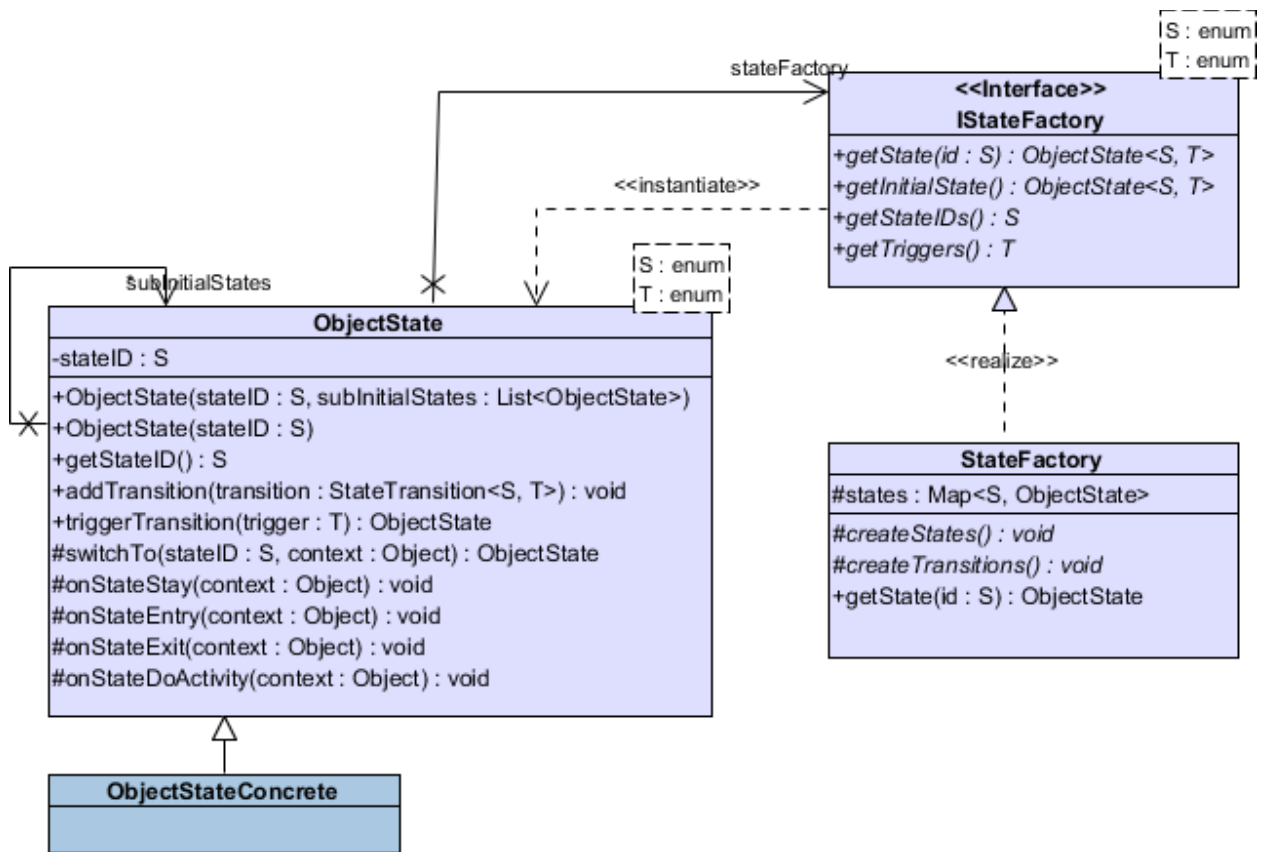 S : enum
T : enum
stateFactory
<<Interface>>
IStateFactory
+getState(id : S) : ObjectState<S, T>
+getInitialState() : ObjectState<S, T>
+getStateIDs() : S
+getTriggers() : T
<<instantiate>>
S : enum
T : enum
*
subInitialStates
ObjectState
-stateID : S
+ObjectState(stateID : S, subInitialStates : List<ObjectState>)
+ObjectState(stateID : S)
+getStateID() : S
+addTransition(transition : StateTransition<S, T>) : void
+triggerTransition(trigger : T) : ObjectState
#switchTo(stateID : S, context : Object) : ObjectState
#onStateStay(context : Object) : void
#onStateEntry(context : Object) : void
#onStateExit(context : Object) : void
#onStateDoActivity(context : Object) : void
<<realize>>
StateFactory
#states : Map<S, ObjectState>
#createStates() : void
#createTransitions() : void
+getState(id : S) : ObjectState
ObjectStateConcrete